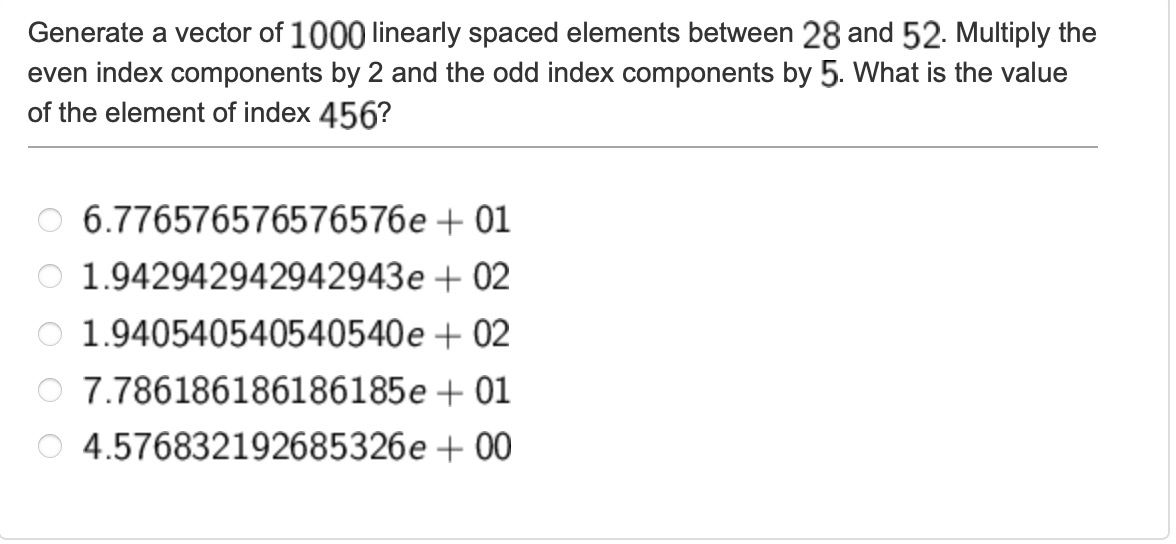 Generate a vector of 1000 linearly spaced elements between 28 and 52. Multiply the
even index components by 2 and the odd index components by 5. What is the value
of the element of index 456?
6.776576576576576e + 01
1.942942942942943e + 02
1.940540540540540e + 02
7.786186186186185e + 01
4.576832192685326e + 00